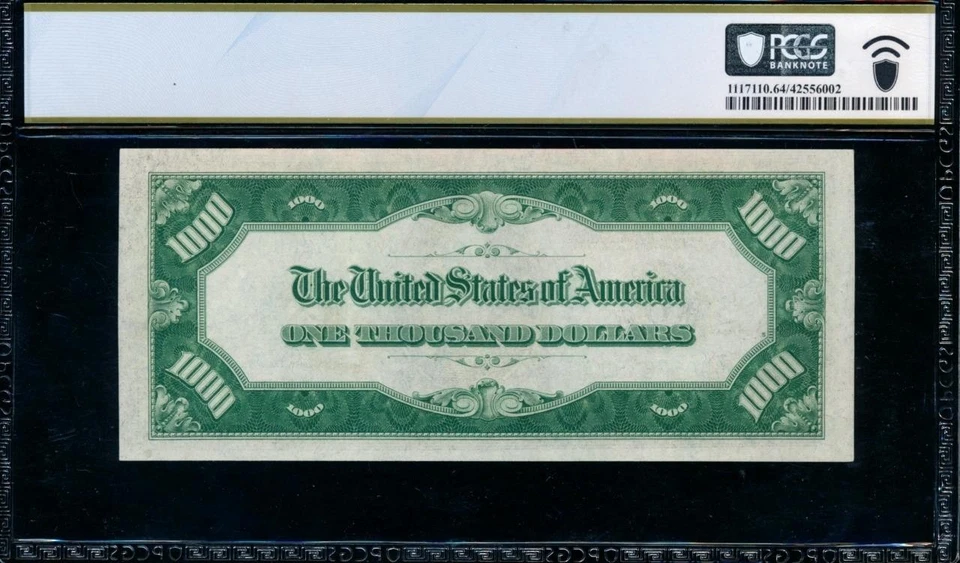 PCGS
BANKNOTE
1117110.64/42556002
1000 1000 1000 1000
The United States of America
ONE THOUSAND DOLLARS
1000 1000 1000 1000